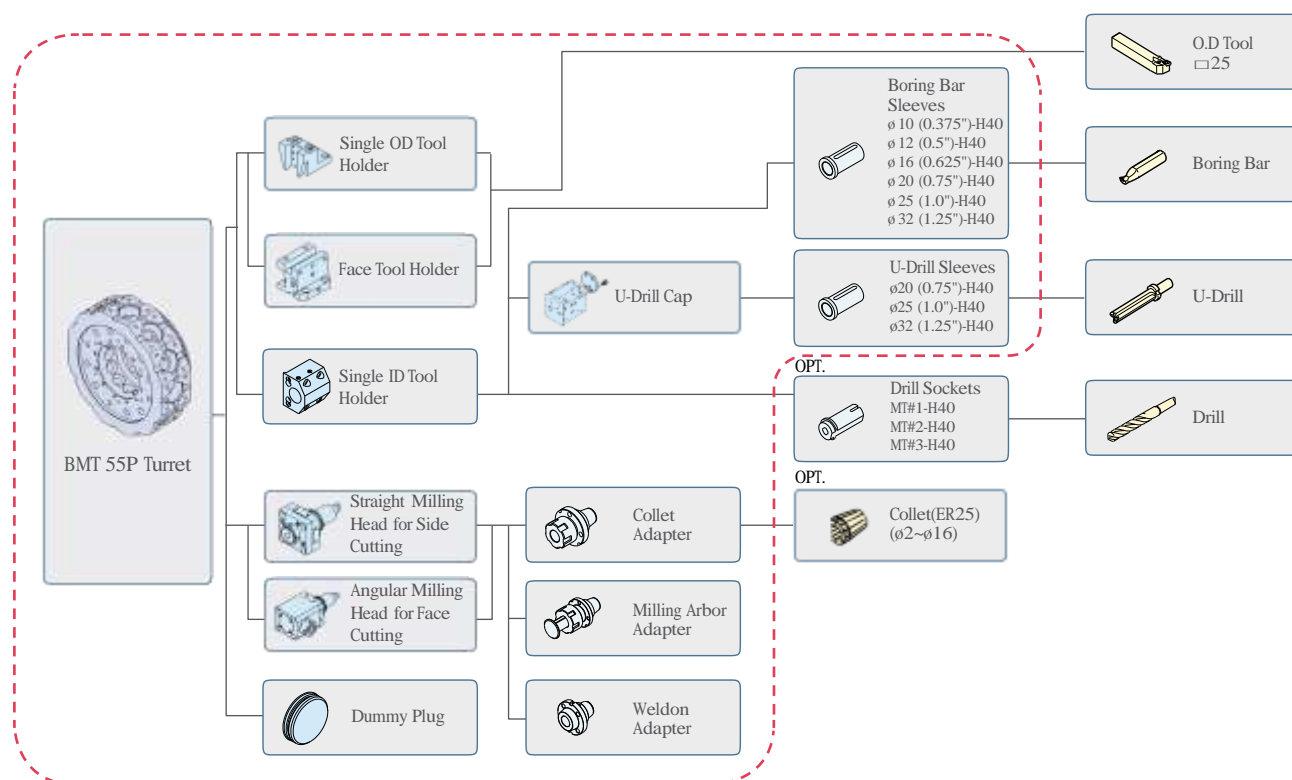 BMT 55P Turret
Single OD Tool
Holder
Face Tool Holder
Single ID Tool
Holder
Straight Milling
Head for Side
Cutting
Angular Milling
Head for Face
Cutting
Dummy Plug
U-Drill Cap
Collet
Adapter
Milling Arbor
Adapter
Weldon
Adapter
Boring Bar
Sleeves
ø 10 (0.375")-H40
ø 12 (0.5")-H40
ø 16 (0.625")-H40
ø 20 (0.75")-H40
ø 25 (1.0")-H40
ø 32 (1.25")-H40
U-Drill Sleeves
ø20 (0.75")-H40
ø25 (1.0")-H40
ø32 (1.25")-H40
OPT.
Drill Sockets
MT#1-H40
MT#2-H40
MT#3-H40
OPT.
Collet(ER25)
(ø2~ø16)
O.D Tool
□25
Boring Bar
U-Drill
Drill